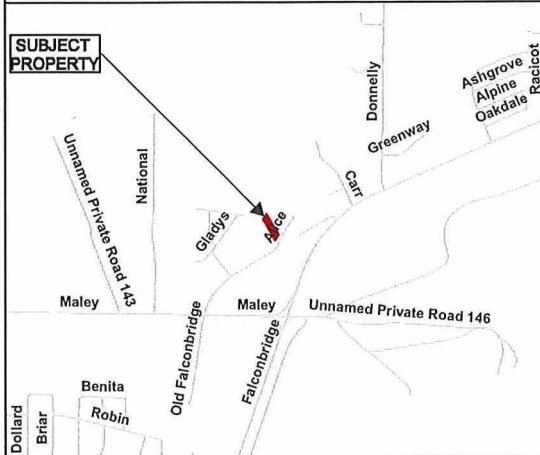 SUBJECT
PROPERTY
Donnelly
Ashgrove
Alpine
Oakdale
Racicot
Greenway
Unnamed Private Road 143
National
Carr
Gladys
Maley
Maley
Unnamed Private Road 146
Old Falconbridge
Falconbridge
Benita
Robin
Dollard
Briar